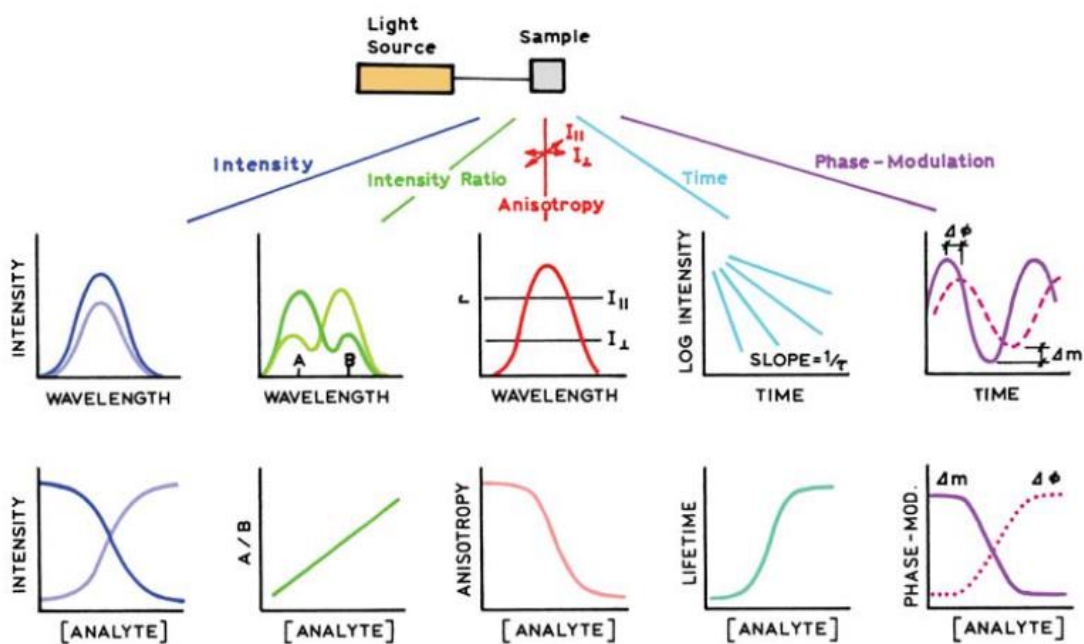 Light
Source
Sample
Intensity
Intensity Ratio
I||
I⊥
Anisotropy
Time
Phase-Modulation
INTENSITY
WAVELENGTH
A
B
WAVELENGTH
r
I||
I⊥
WAVELENGTH
LOG INTENSITY
SLOPE=1/τ
TIME
Δϕ
Δm
TIME
INTENSITY
[ANALYTE]
A/B
[ANALYTE]
ANISOTROPY
[ANALYTE]
LIFETIME
[ANALYTE]
PHASE-MOD.
Δm
Δϕ
[ANALYTE]